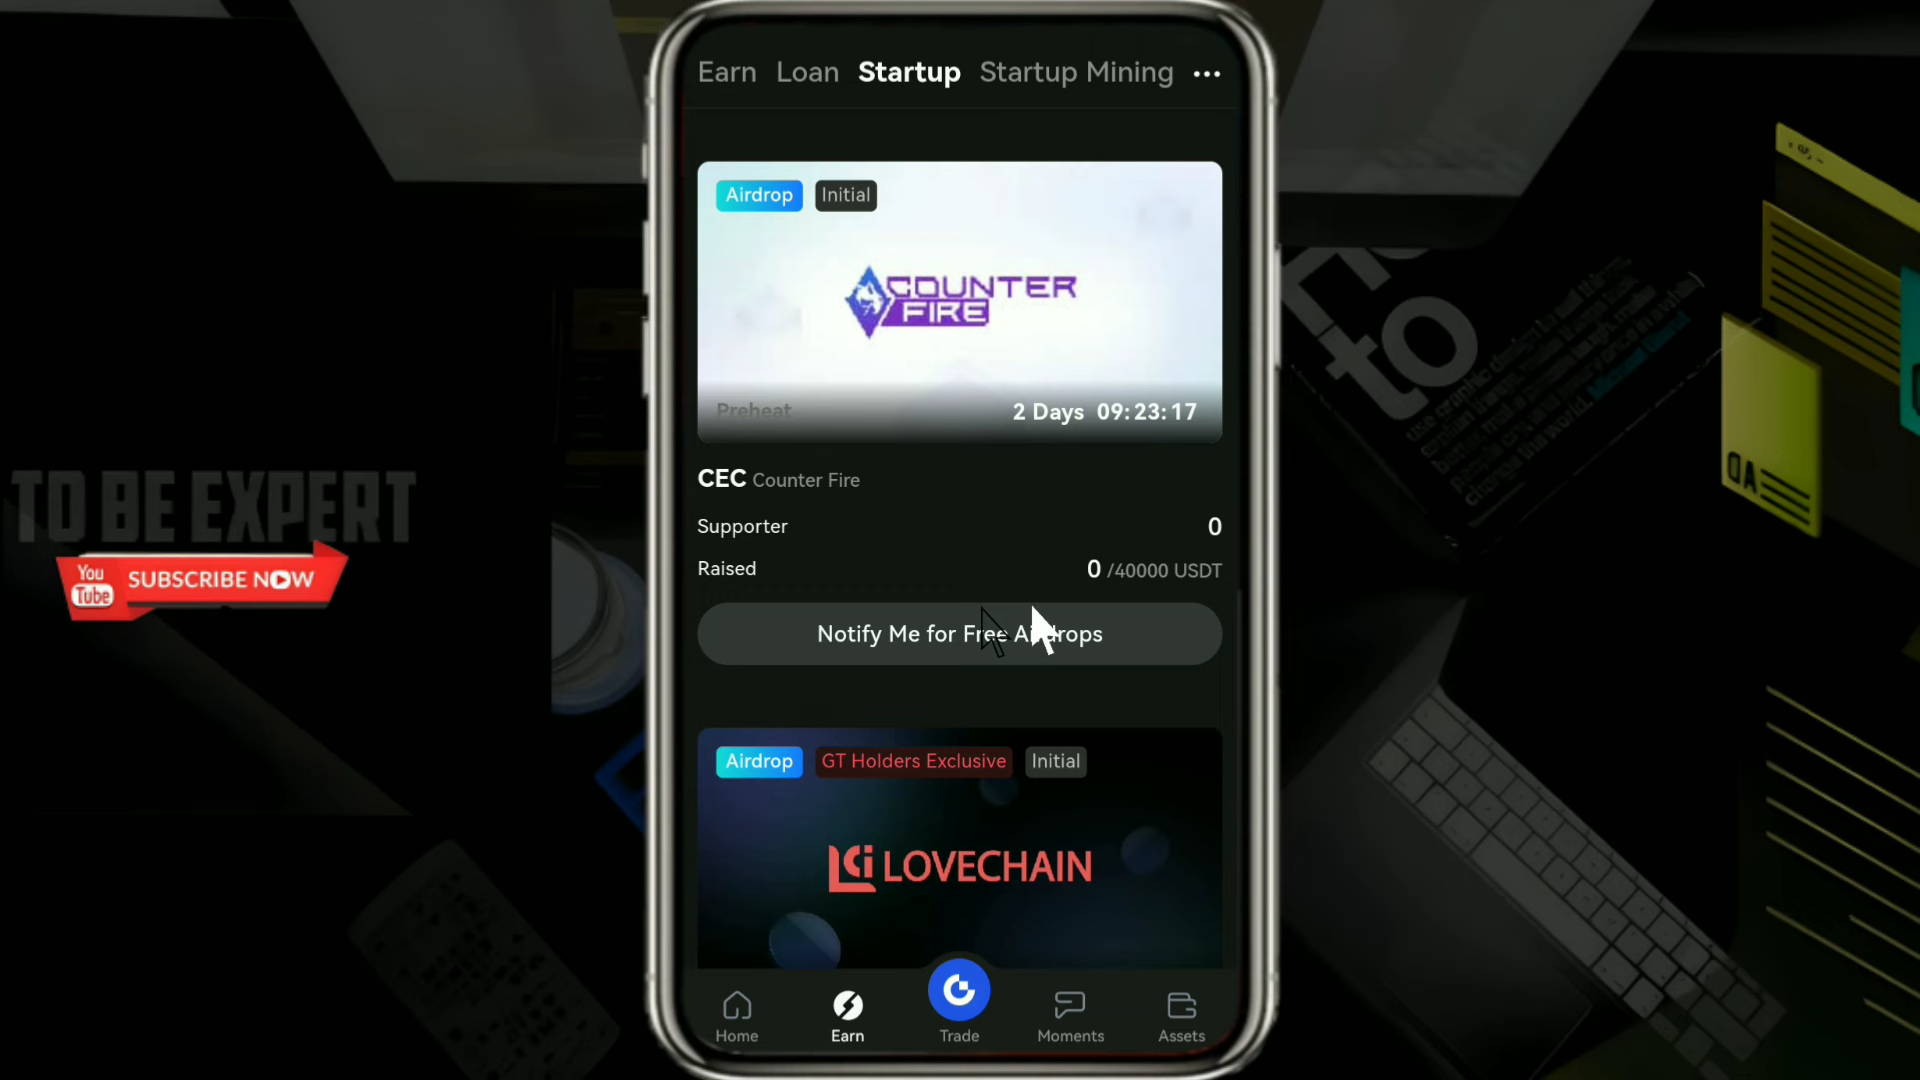 Earn Loan Startup Startup Mining •••
Airdrop Initial
COUNTER
FIRE
Preheat 2 Days 09:23:17
CEC Counter Fire
Supporter 0
Raised 0 /40000 USDT
Notify Me for Free Airdrops
Airdrop GT Holders Exclusive Initial
LOVECHAIN
Home Earn Trade Moments Assets
TO BE EXPERT
You
Tube
SUBSCRIBE NOW
to
AD